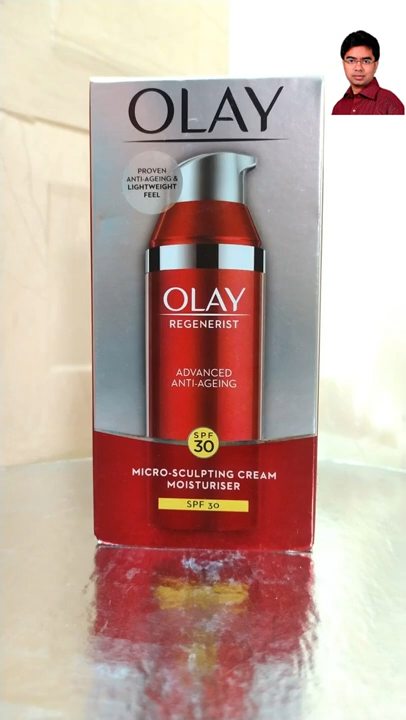 OLAY
PROVEN
ANTI-AGEING &
LIGHTWEIGHT
FEEL
OLAY
REGENERIST
ADVANCED
ANTI-AGEING
SPF
30
MICRO-SCULPTING CREAM
MOISTURISER
SPF 30